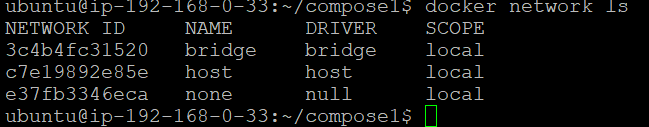 ubuntu@ip-192-168-0-33:~/compose1$ docker network ls
NETWORK ID     NAME      DRIVER    SCOPE
3c4b4fc31520   bridge    bridge    local
c7e19892e85e   host      host      local
e37fb3346eca   none      null      local
ubuntu@ip-192-168-0-33:~/compose1$